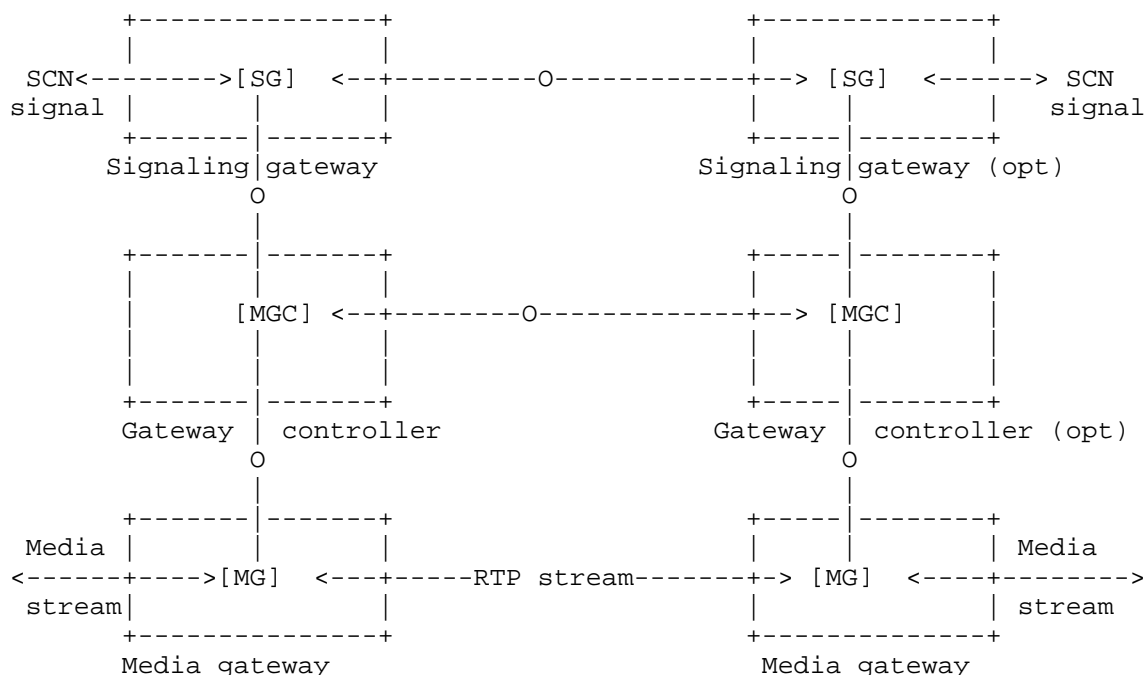 +---------------+ +--------------+
| | | |
SCN<-------->[SG] <--+---------O------------+--> [SG] <------> SCN
signal | | | | | | signal
+-------|-------+ +-----|--------+
Signaling|gateway Signaling|gateway (opt)
O O
| |
+-------|-------+ +-----|--------+
| | | | | |
| [MGC] <--+--------O-------------+--> [MGC] |
| | | | | |
| | | | | |
+-------|-------+ +-----|--------+
Gateway | controller Gateway | controller (opt)
O O
| |
+-------|-------+ +-----|--------+
Media | | | | | | Media
<------+---->[MG] <---+-----RTP stream-------+-> [MG] <----+-------->
stream| | | | stream
+---------------+ +--------------+
Media gateway Media gateway